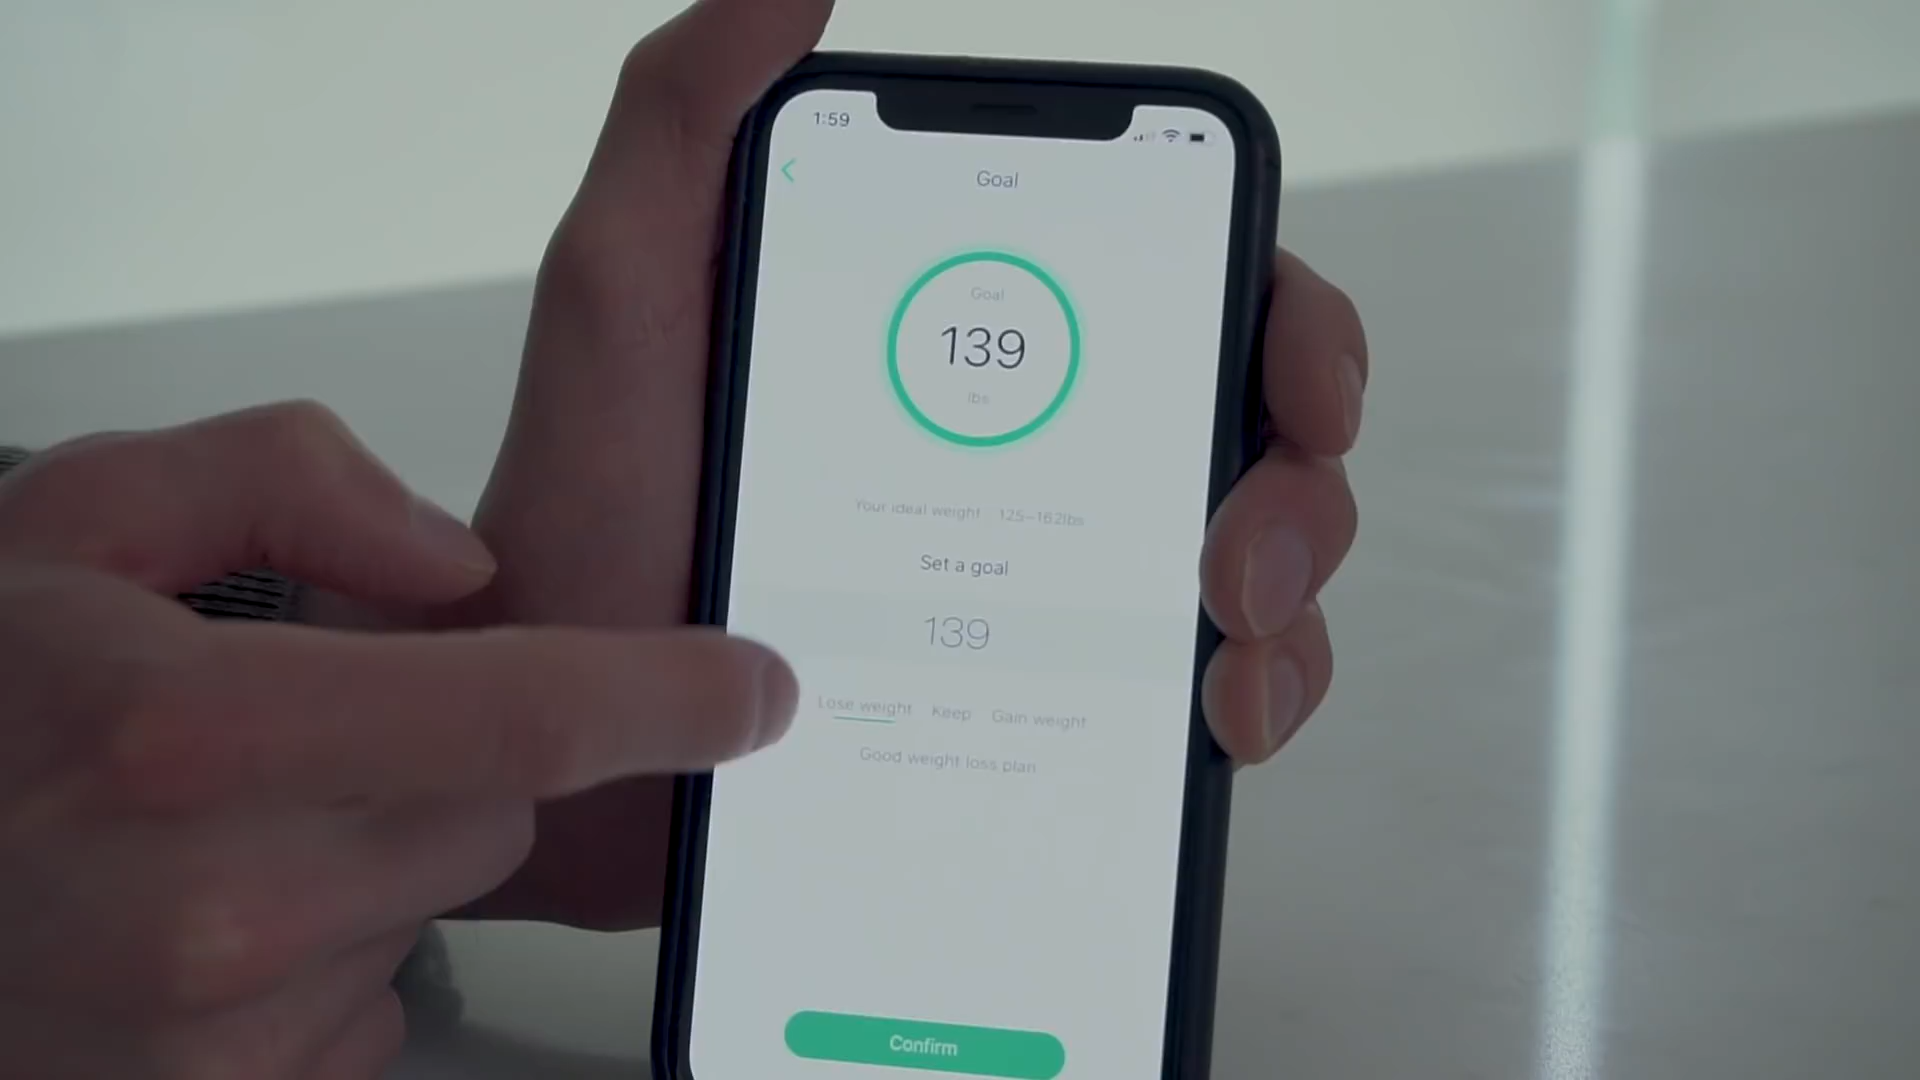 1:59
Goal
Goal
139
lbs
Your ideal weight : 125–162lbs
Set a goal
139
Lose weight Keep Gain weight
Good weight loss plan
Confirm